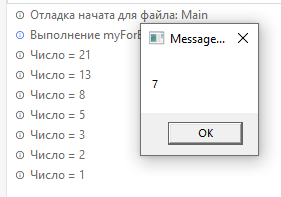 Отладка начата для файла: Main
Выполнение
Число = 21
Число = 13
Число = 8
Число = 5
Число = 3
Число = 2
Число = 1
Message...
7
OK